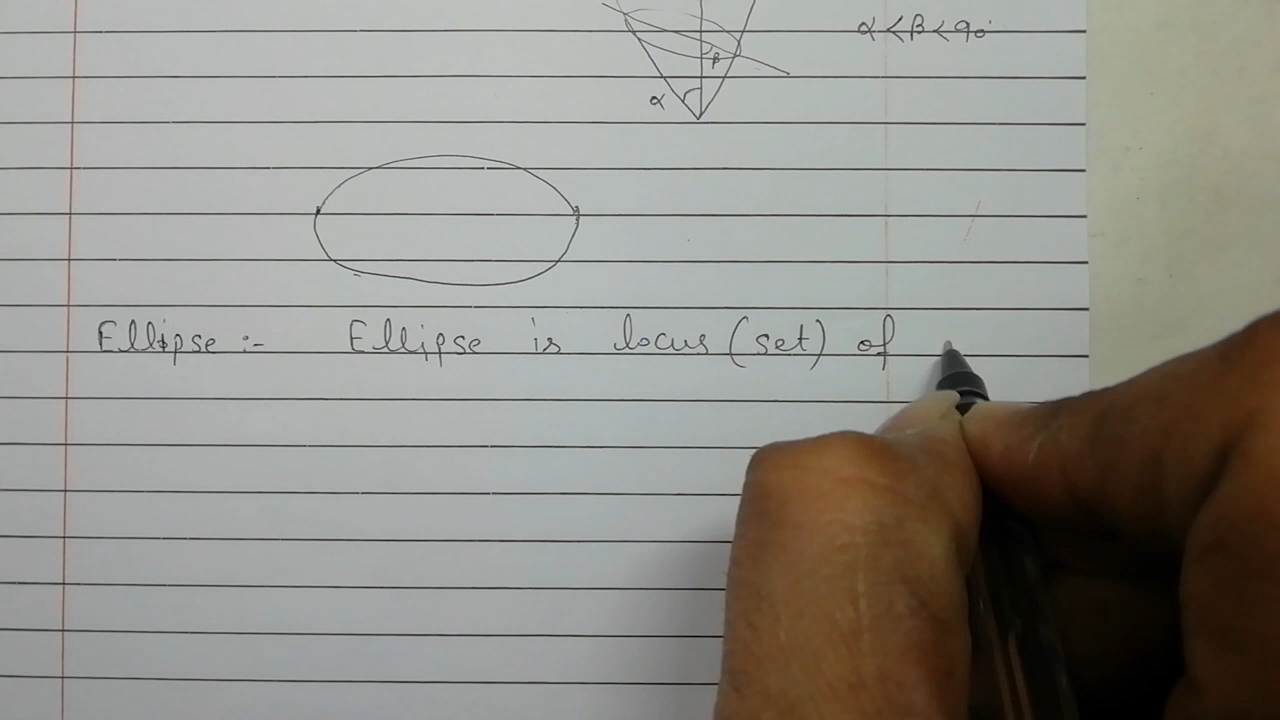 α < β < 90°
β
α
Ellipse :- Ellipse is locus (set) of